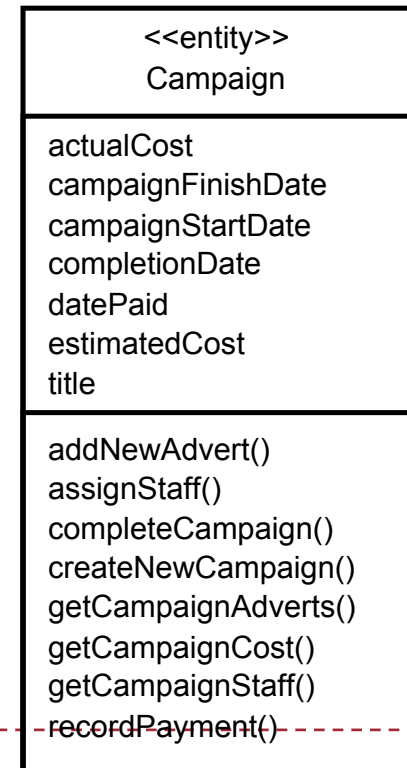 <<entity>>
Campaign
actualCost
campaignFinishDate
campaignStartDate
completionDate
datePaid
estimatedCost
title
addNewAdvert()
assignStaff()
completeCampaign()
createNewCampaign()
getCampaignAdverts()
getCampaignCost()
getCampaignStaff()
recordPayment()